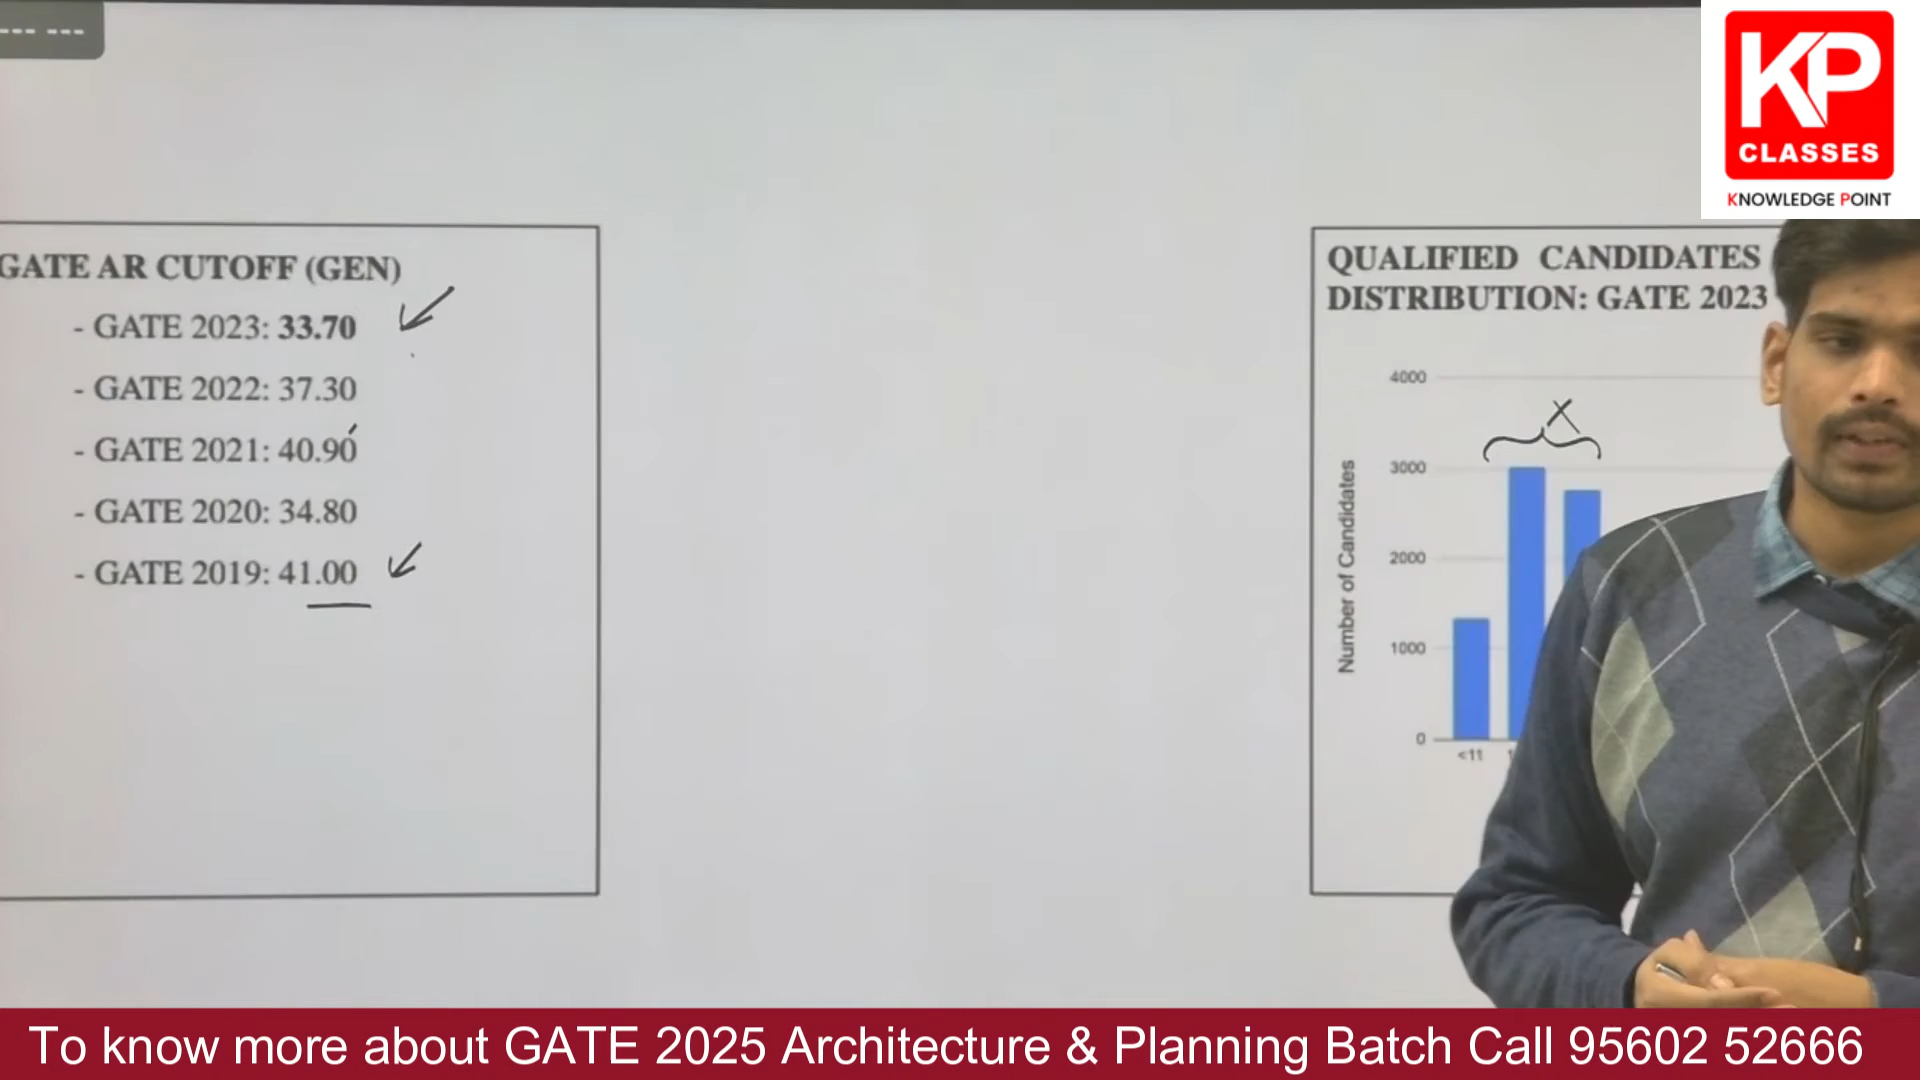 KP
CLASSES
KNOWLEDGE POINT
GATE AR CUTOFF (GEN)
- GATE 2023: 33.70
- GATE 2022: 37.30
- GATE 2021: 40.90
- GATE 2020: 34.80
- GATE 2019: 41.00
QUALIFIED CANDIDATES
DISTRIBUTION: GATE 2023
X
Number of Candidates
4000
3000
2000
1000
0
<11
To know more about GATE 2025 Architecture & Planning Batch Call 95602 52666